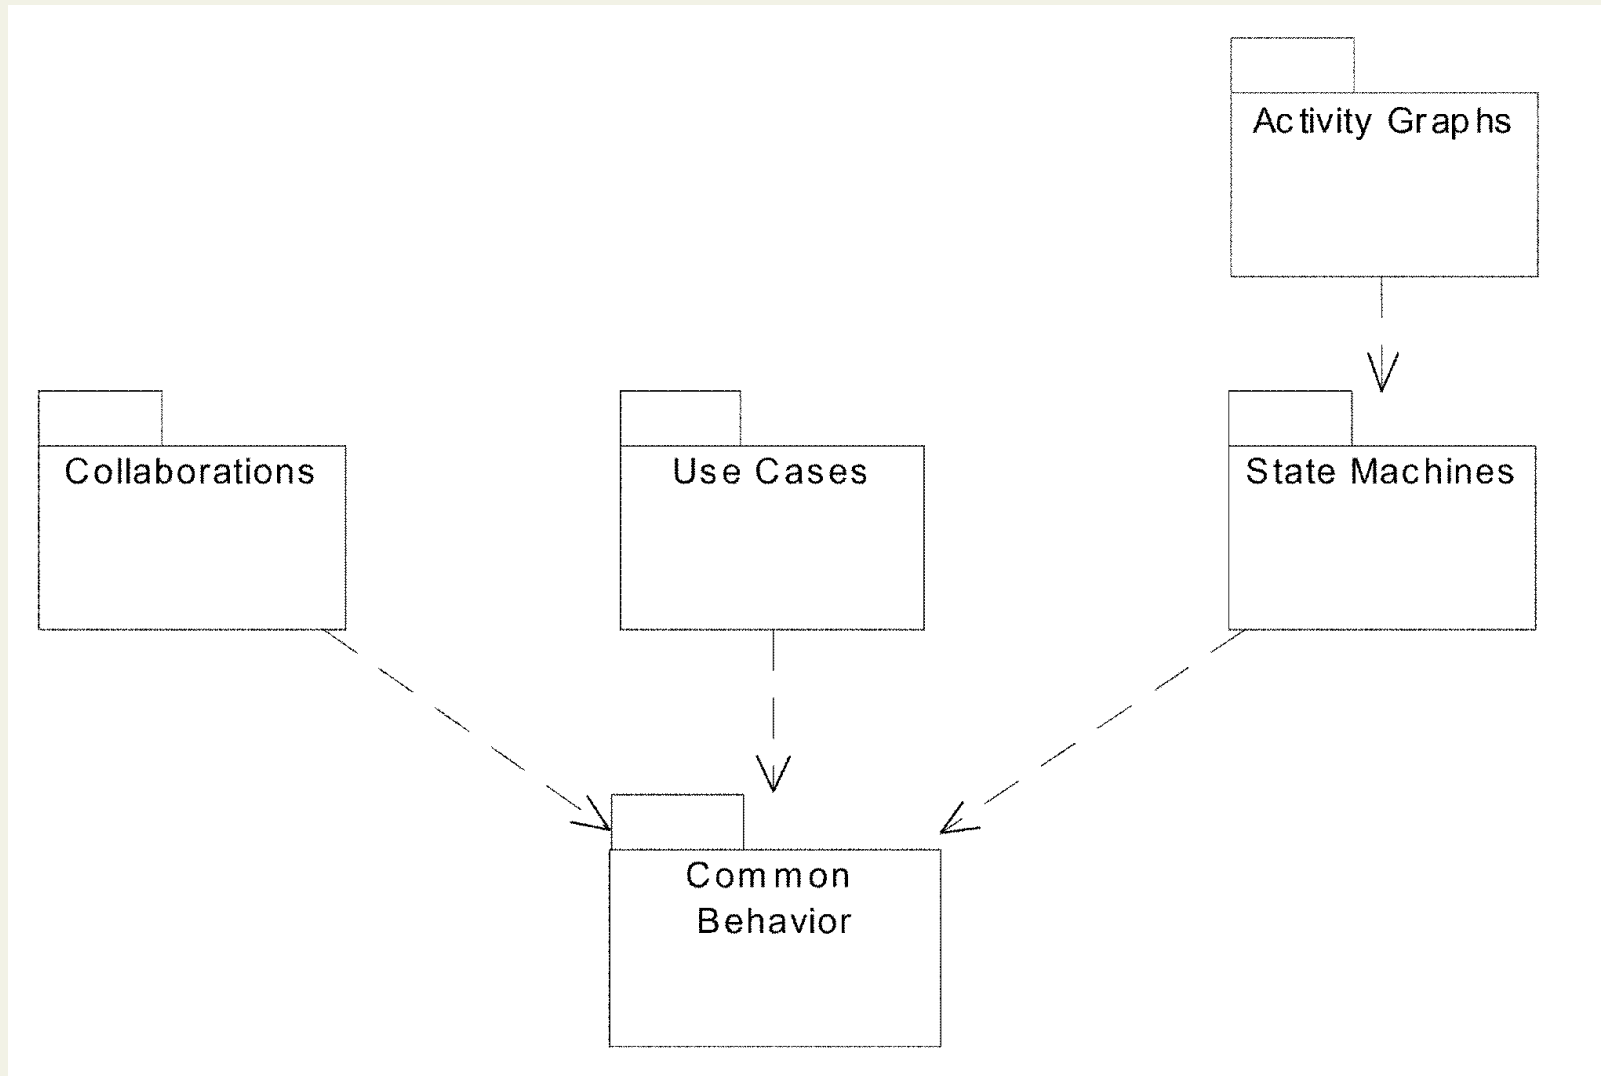 Activity Graphs
Collaborations
Use Cases
State Machines
Common
Behavior